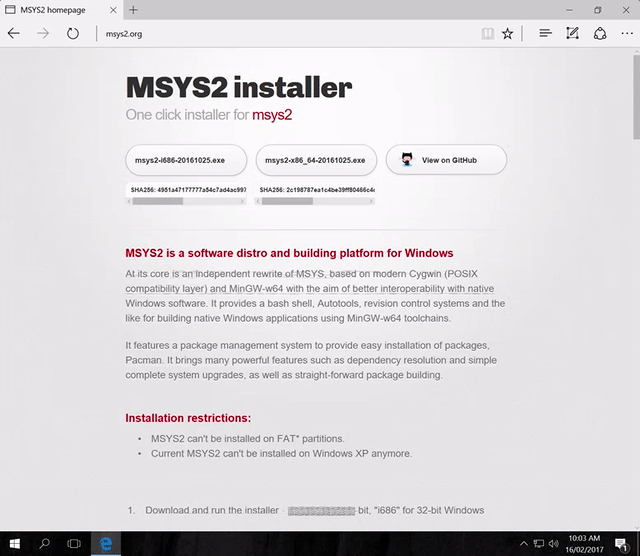 MSYS2 homepage
msys2.org
MSYS2 installer
One click installer for msys2
msys2-i686-20161025.exe
msys2-x86_64-20161025.exe
View on GitHub
SHA256: 4951a47177777a54c7ad4ac997
SHA256: 2c198787ea1c4be39ff80466c4
MSYS2 is a software distro and building platform for Windows
At its core is an independent rewrite of MSYS, based on modern Cygwin (POSIX
compatibility layer) and MinGW-w64 with the aim of better interoperability with native
Windows software. It provides a bash shell, Autotools, revision control systems and the
like for building native Windows applications using MinGW-w64 toolchains.
It features a package management system to provide easy installation of packages,
Pacman. It brings many powerful features such as dependency resolution and simple
complete system upgrades, as well as straight-forward package building.
Installation restrictions:
• MSYS2 can't be installed on FAT* partitions.
• Current MSYS2 can't be installed on Windows XP anymore.
1. Download and run the installer - -bit, "i686" for 32-bit Windows
10:03 AM
16/02/2017